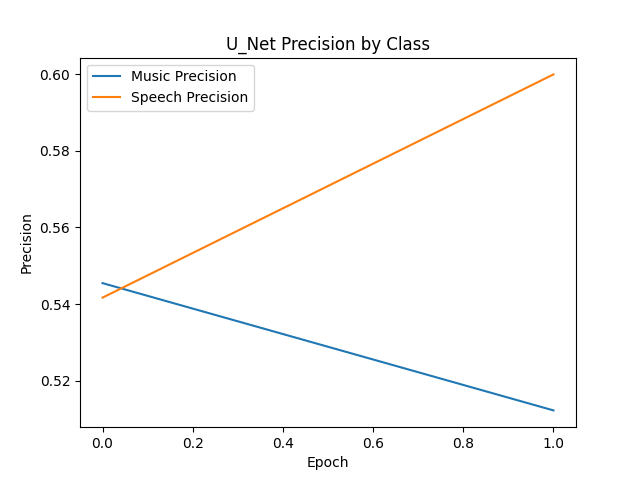 U_Net Precision by Class
Music Precision
Speech Precision
Precision
0.60
0.58
0.56
0.54
0.52
0.0 0.2 0.4 0.6 0.8 1.0
Epoch